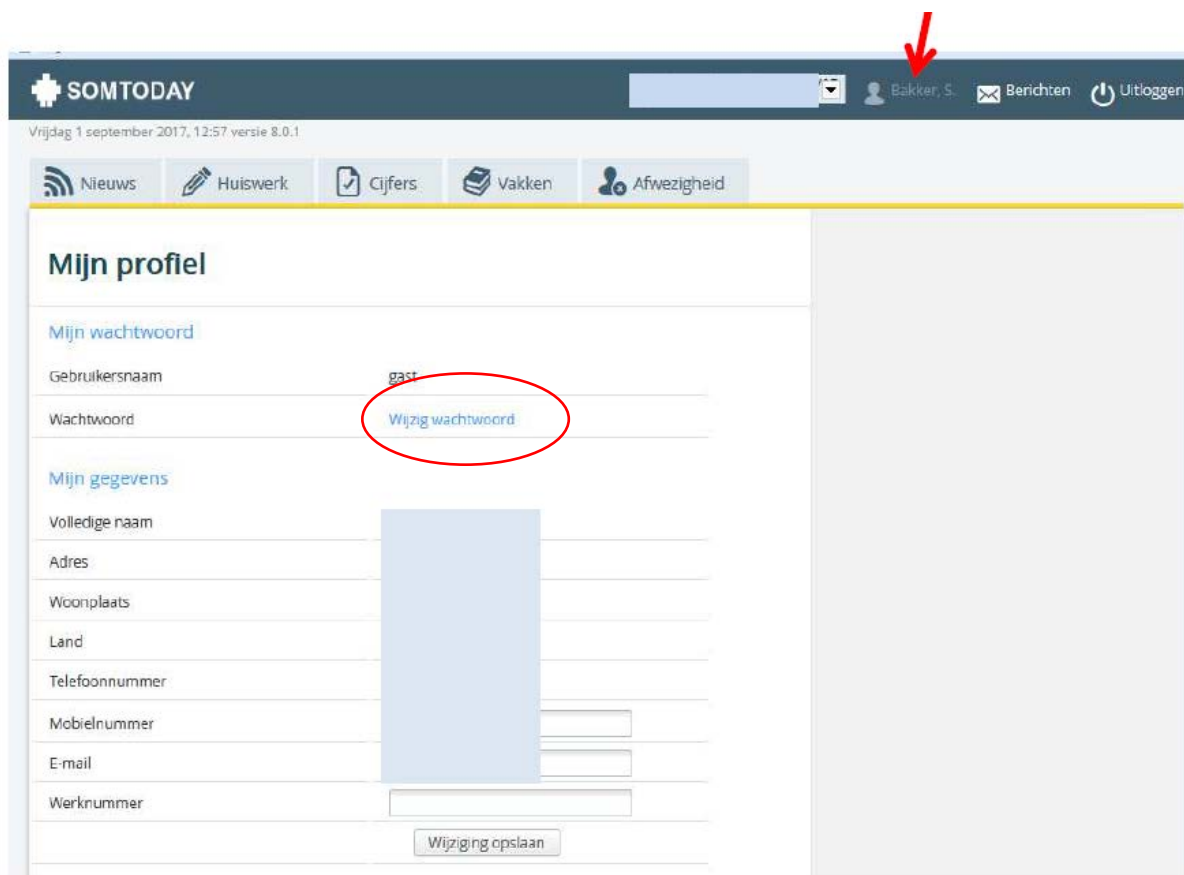 SOMTODAY Bakker, S. Berichten Uitloggen
Vrijdag 1 september 2017, 12:57 versie 8.0.1
Nieuws Huiswerk Cijfers Vakken Afwezigheid
Mijn profiel
Mijn wachtwoord
Gebruikersnaam gast
Wachtwoord Wijzig wachtwoord
Mijn gegevens
Volledige naam
Adres
Woonplaats
Land
Telefoonnummer
Mobielnummer
E-mail
Werknummer
Wijziging opslaan